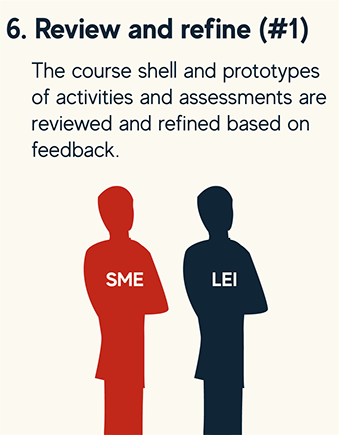 6. Review and refine (#1)
The course shell and prototypes
of activities and assessments are
reviewed and refined based on
feedback.
SME
LEI